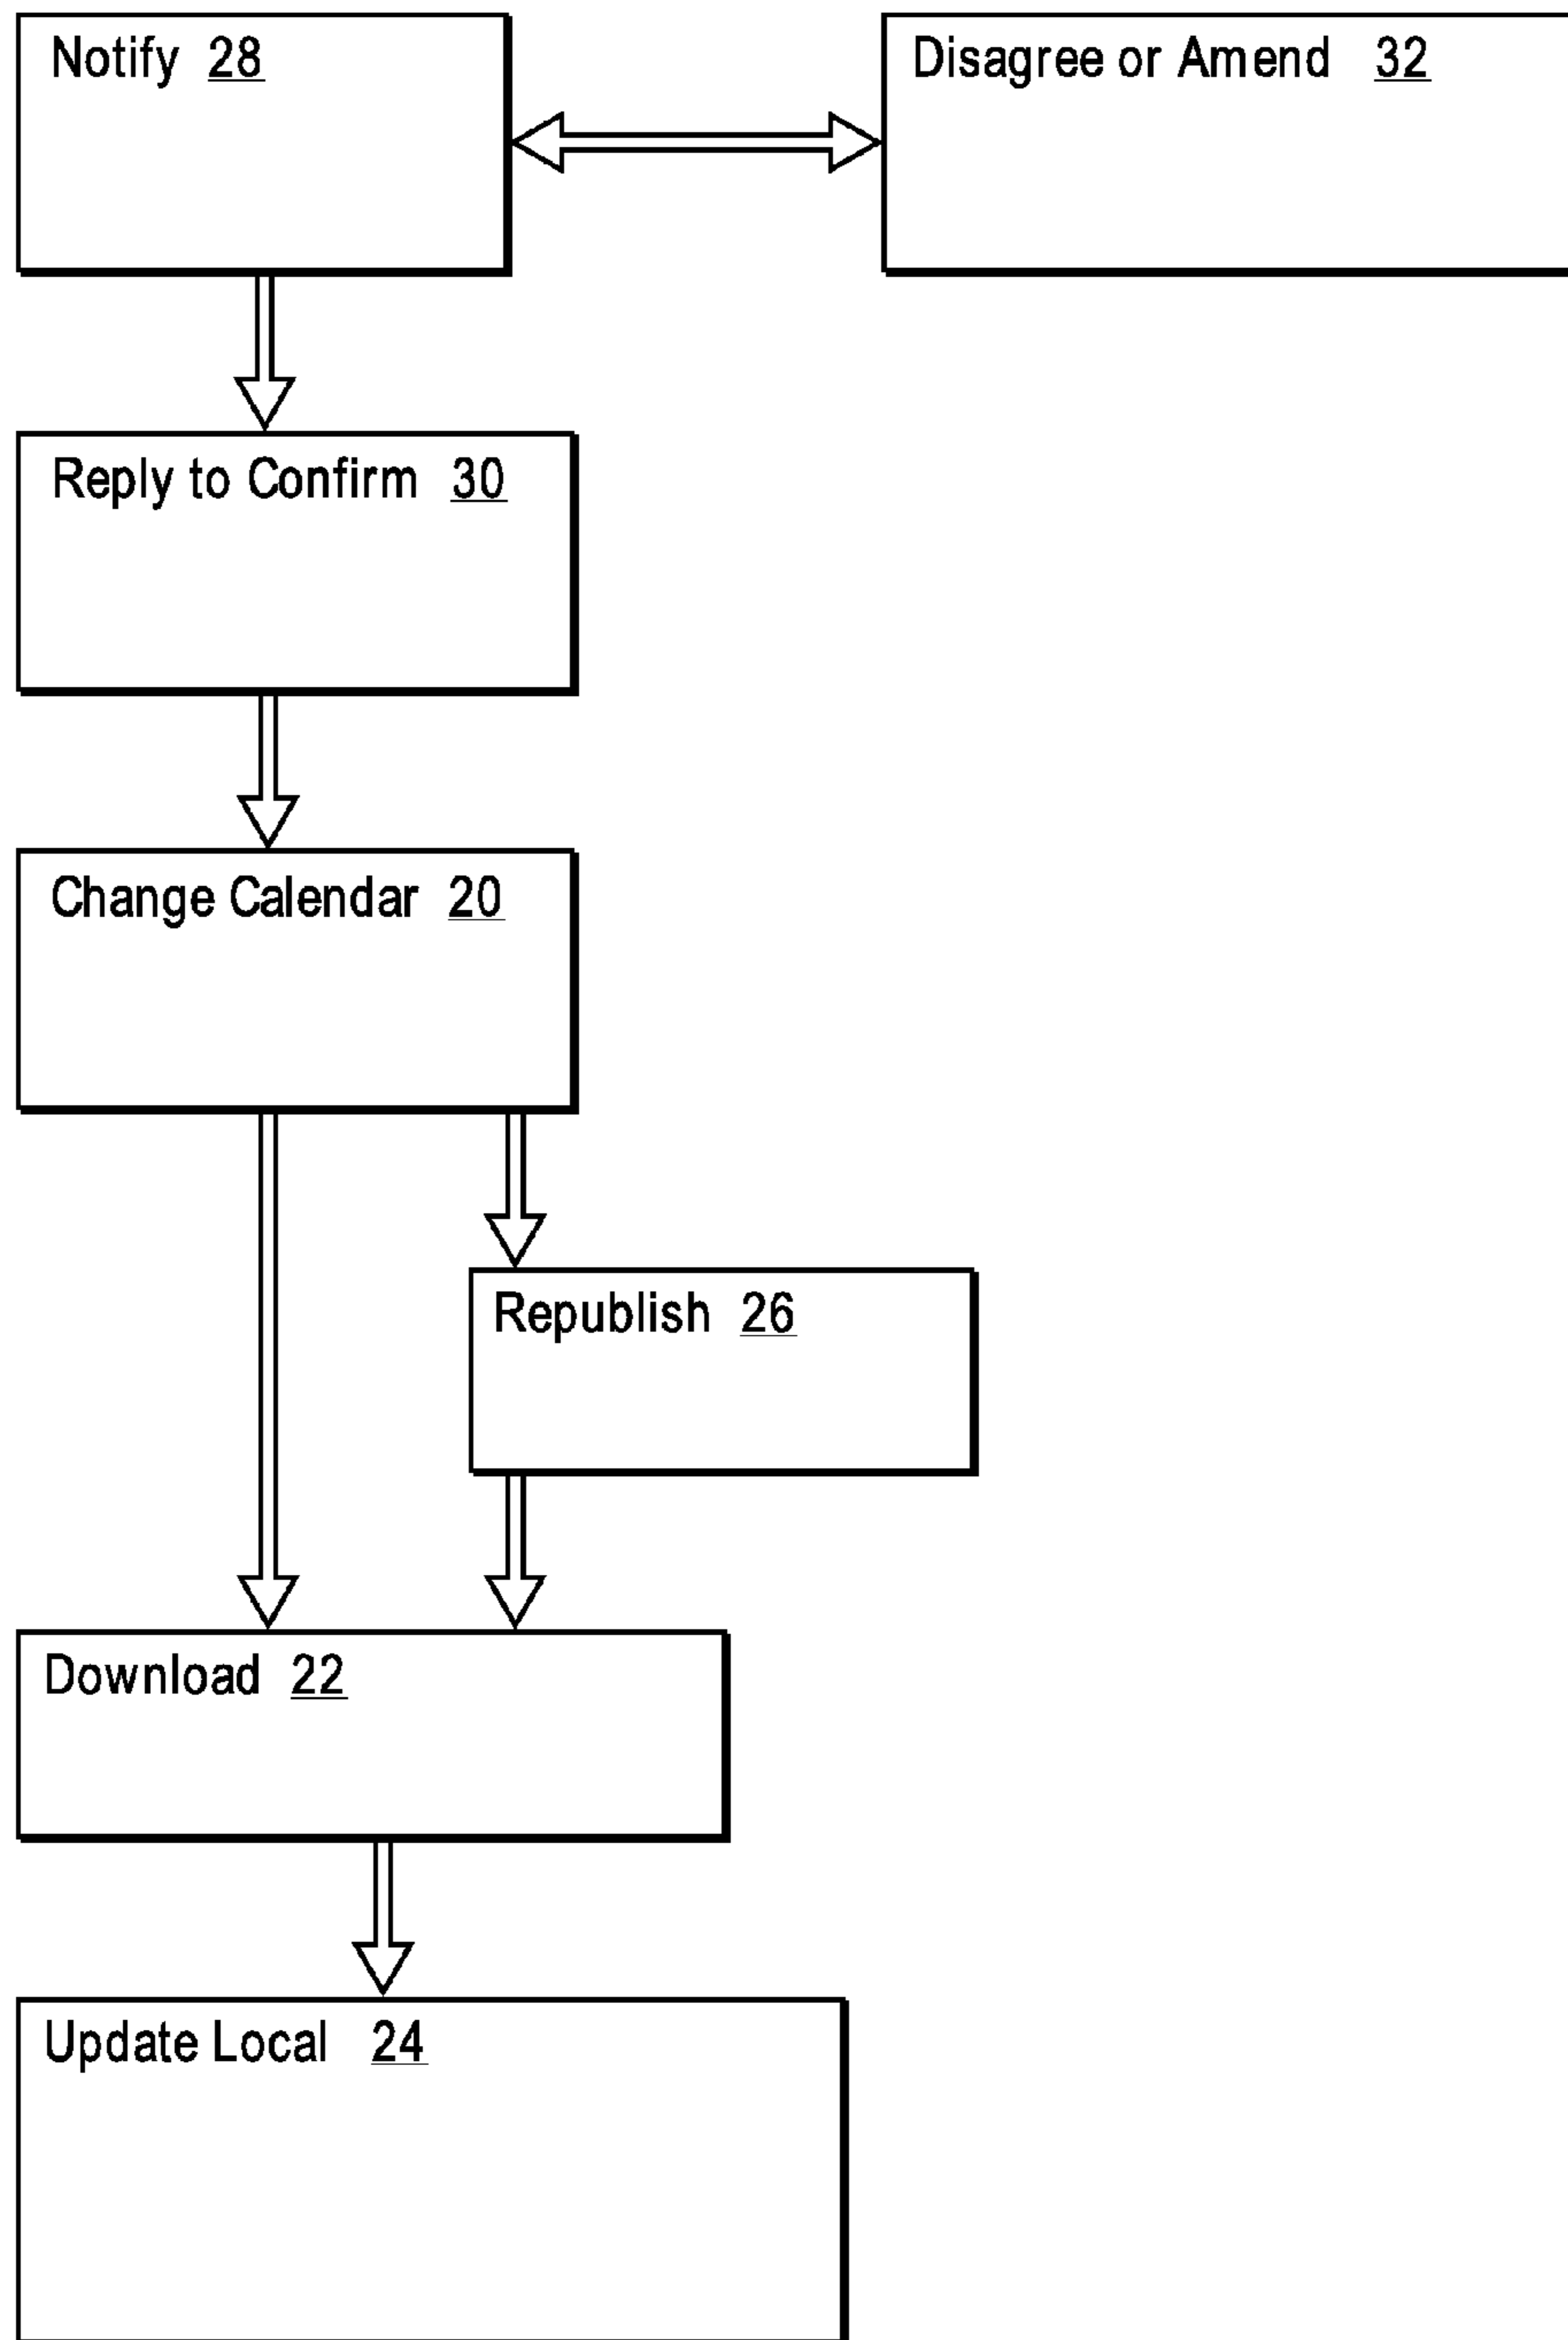 Notify 28
Disagree or Amend 32
Reply to Confirm 30
Change Calendar 20
Republish 26
Download 22
Update Local 24